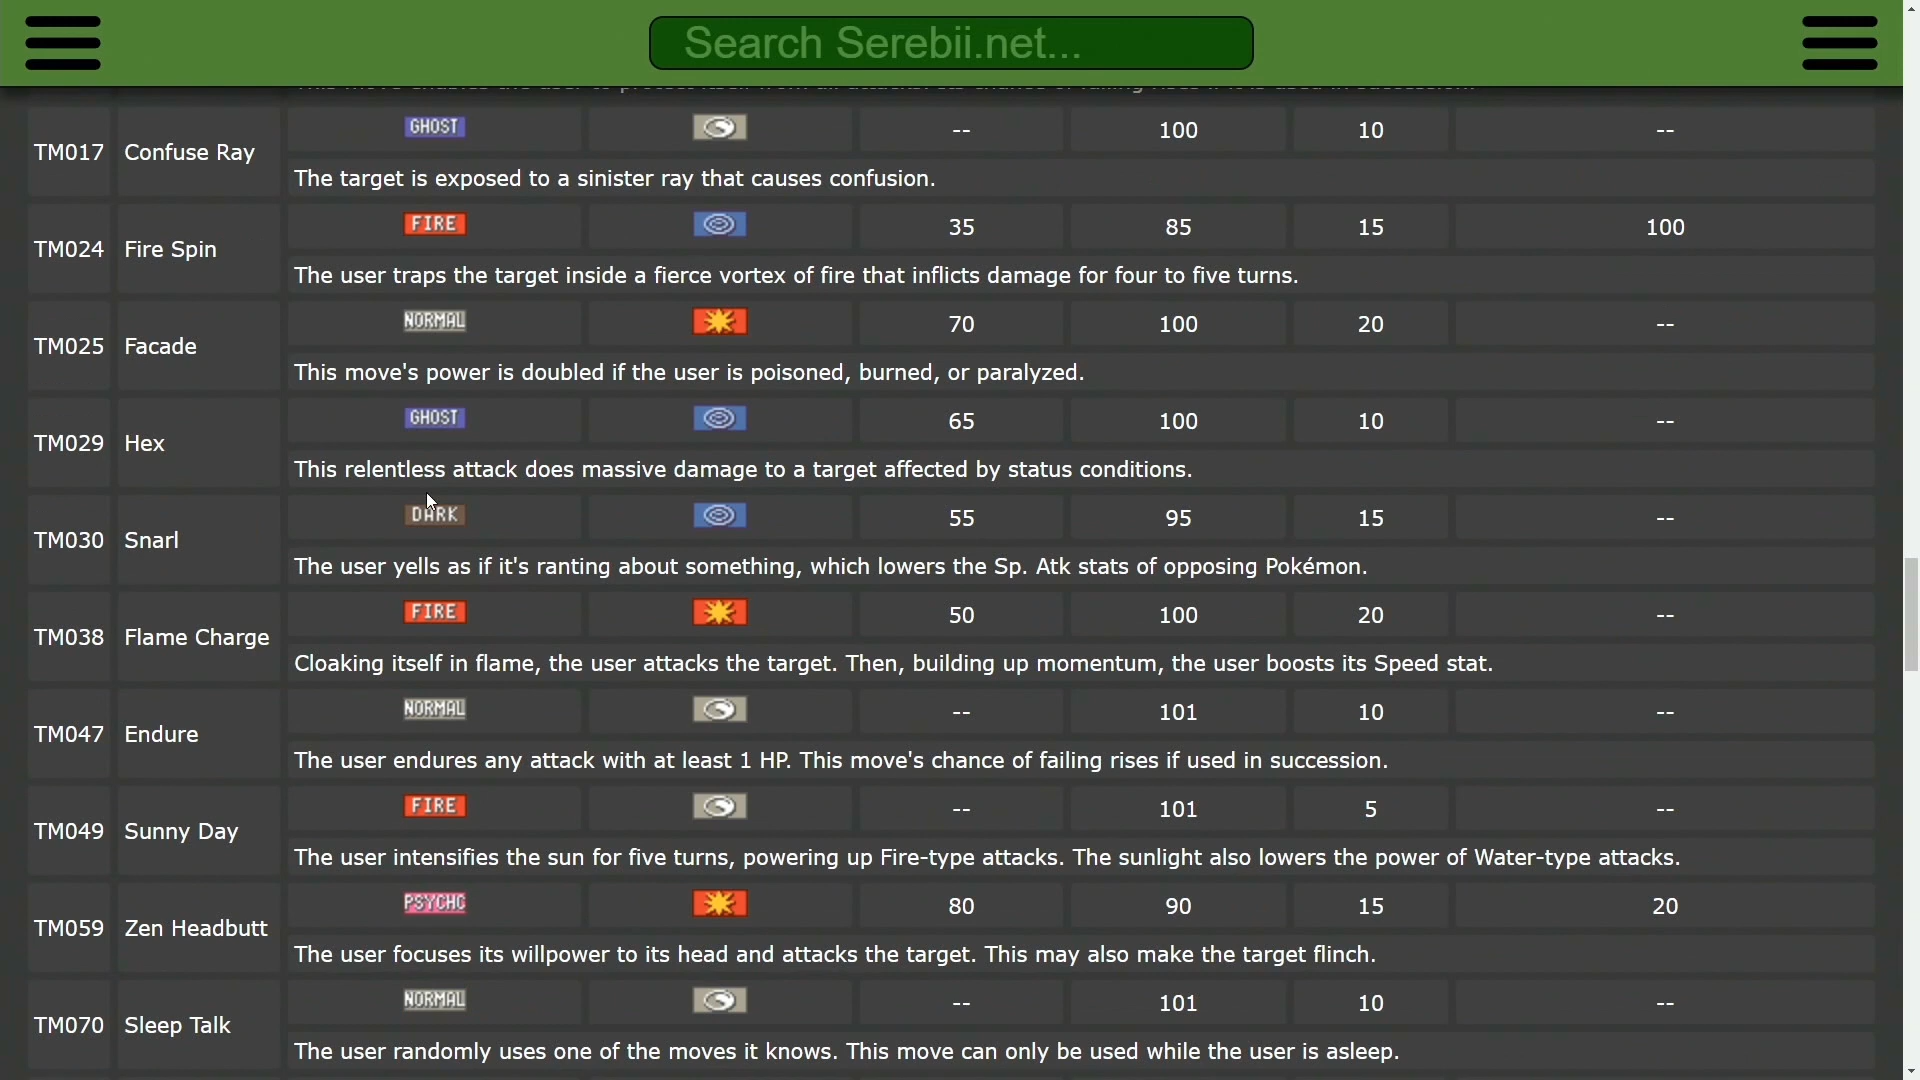 Search Serebii.net...
TM017 Confuse Ray GHOST -- 100 10 --
The target is exposed to a sinister ray that causes confusion.
TM024 Fire Spin FIRE 35 85 15 100
The user traps the target inside a fierce vortex of fire that inflicts damage for four to five turns.
TM025 Facade NORMAL 70 100 20 --
This move's power is doubled if the user is poisoned, burned, or paralyzed.
TM029 Hex GHOST 65 100 10 --
This relentless attack does massive damage to a target affected by status conditions.
TM030 Snarl DARK 55 95 15 --
The user yells as if it's ranting about something, which lowers the Sp. Atk stats of opposing Pokémon.
TM038 Flame Charge FIRE 50 100 20 --
Cloaking itself in flame, the user attacks the target. Then, building up momentum, the user boosts its Speed stat.
TM047 Endure NORMAL -- 101 10 --
The user endures any attack with at least 1 HP. This move's chance of failing rises if used in succession.
TM049 Sunny Day FIRE -- 101 5 --
The user intensifies the sun for five turns, powering up Fire-type attacks. The sunlight also lowers the power of Water-type attacks.
TM059 Zen Headbutt PSYCHC 80 90 15 20
The user focuses its willpower to its head and attacks the target. This may also make the target flinch.
TM070 Sleep Talk NORMAL -- 101 10 --
The user randomly uses one of the moves it knows. This move can only be used while the user is asleep.